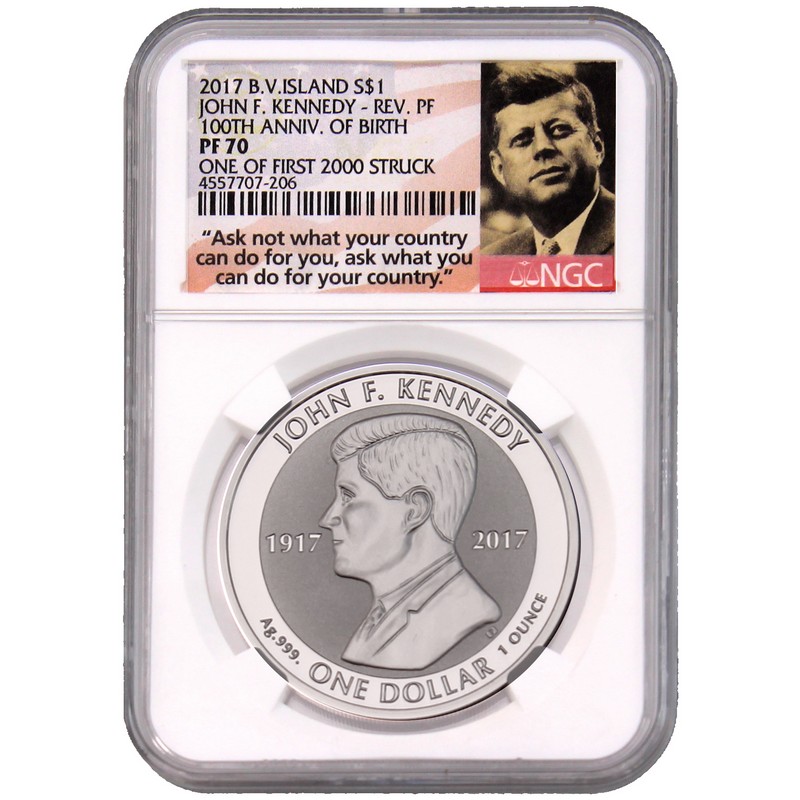 2017 B.V.ISLAND S$1
JOHN F. KENNEDY - REV. PF
100TH ANNIV. OF BIRTH
PF 70
ONE OF FIRST 2000 STRUCK
4557707-206
“Ask not what your country
can do for you, ask what you
can do for your country.”
NGC
JOHN F. KENNEDY
1917 2017
Ag.999.
ONE DOLLAR
1 OUNCE